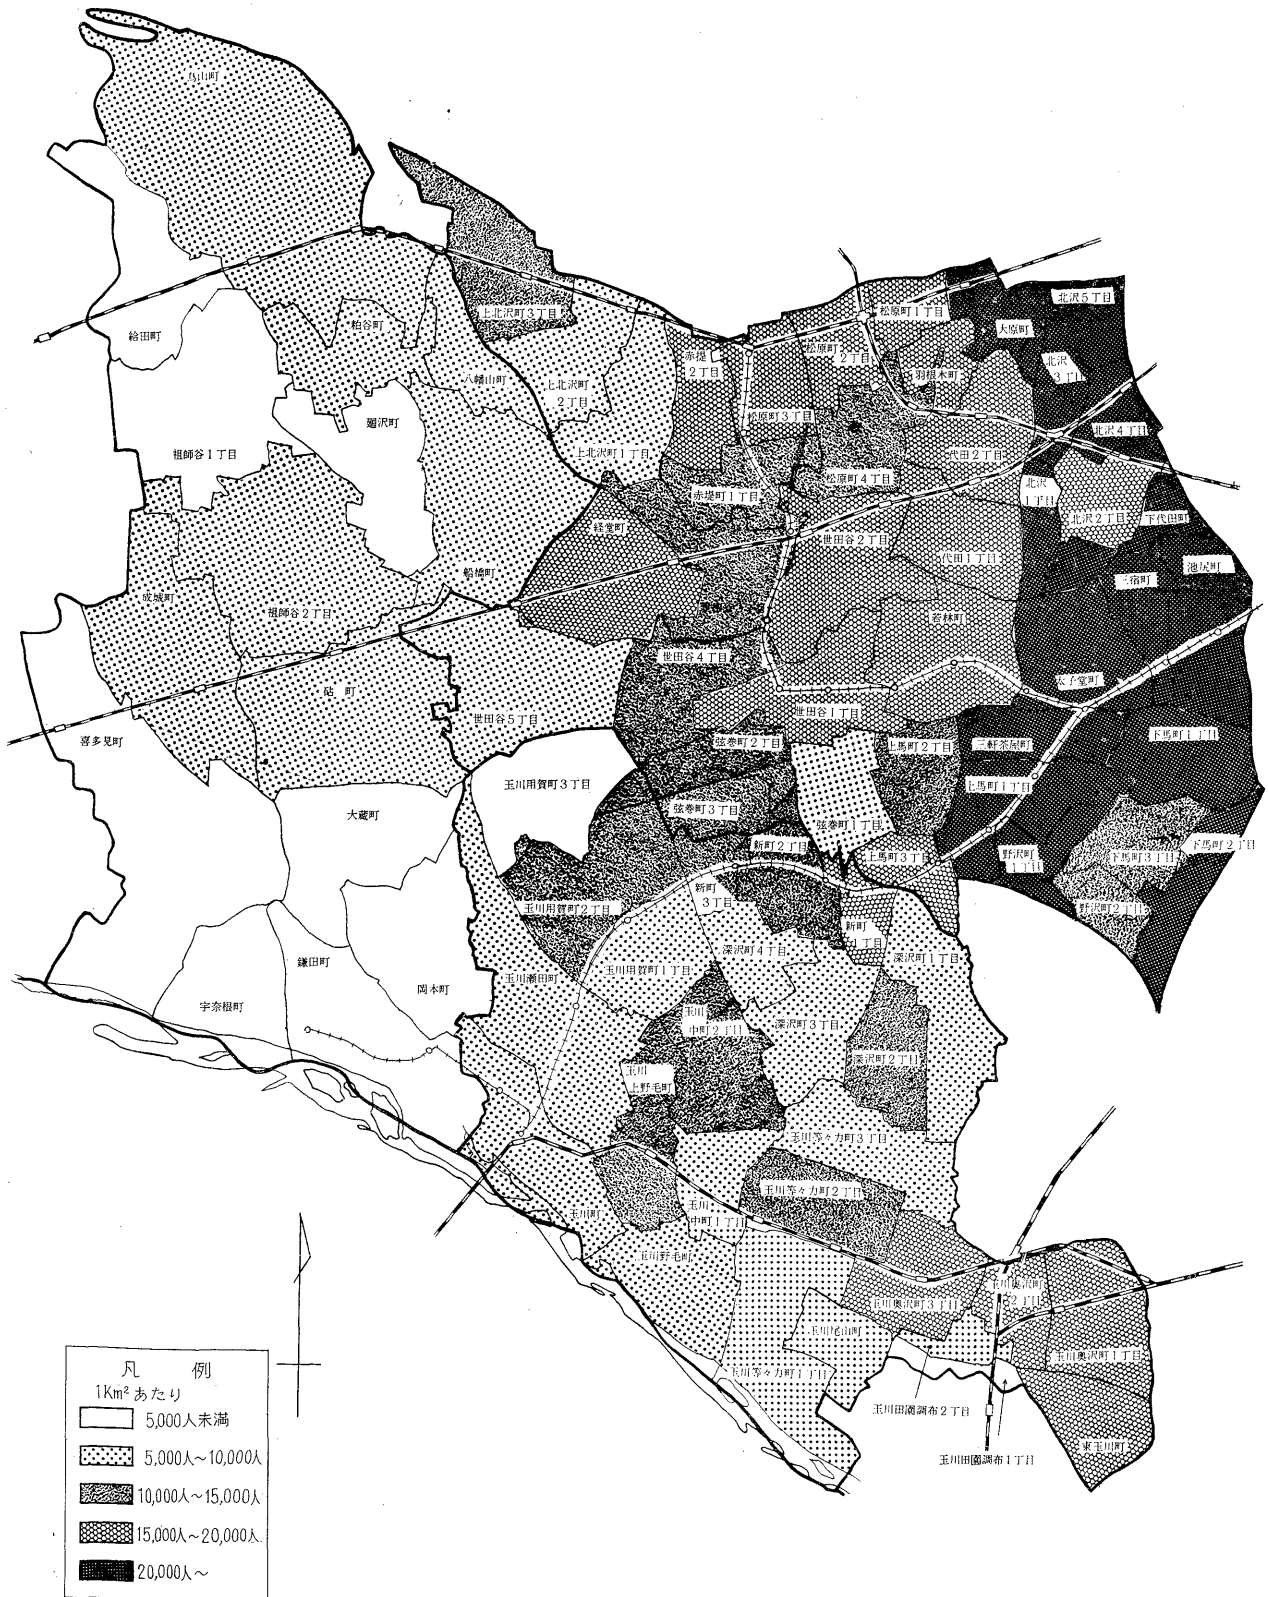 烏山町
給田町
粕谷町
上北沢町3丁目
八幡山町
上北沢町
2丁目
廻沢町
祖師谷1丁目
上北沢町1丁目
赤堤
2丁目
松原町1丁目
松原町
2丁目
羽根木町
大原町
北沢5丁目
北沢
3丁目
松原町3丁目
代田2丁目
北沢4丁目
赤堤町1丁目
松原町4丁目
北沢
1丁目
北沢2丁目
下代田町
経堂町
世田谷2丁目
代田1丁目
三宿町
池尻町
船橋町
成城町
祖師谷2丁目
若林町
世田谷4丁目
太子堂町
砧町
世田谷5丁目
世田谷1丁目
喜多見町
弦巻町2丁目
上馬町2丁目
三軒茶屋町
下馬町1丁目
玉川用賀町3丁目
上馬町1丁目
大蔵町
弦巻町3丁目
弦巻町1丁目
新町2丁目
上馬町3丁目
野沢町
1丁目
下馬町3丁目
下馬町2丁目
新町
3丁目
玉川用賀町2丁目
野沢町2丁目
新町
1丁目
深沢町4丁目
深沢町1丁目
鎌田町
岡本町
玉川瀬田町
玉川用賀町1丁目
宇奈根町
玉川
中町2丁目
深沢町3丁目
深沢町2丁目
玉川
上野毛町
玉川等々力町3丁目
玉川等々力町2丁目
玉川町
玉川
中町1丁目
玉川野毛町
玉川奥沢町
2丁目
玉川奥沢町3丁目
玉川尾山町
玉川奥沢町1丁目
玉川等々力町1丁目
玉川田園調布2丁目
東玉川町
玉川田園調布1丁目
凡 例
1Km²あたり
5,000人未満
5,000人〜10,000人
10,000人〜15,000人
15,000人〜20,000人
20,000人〜